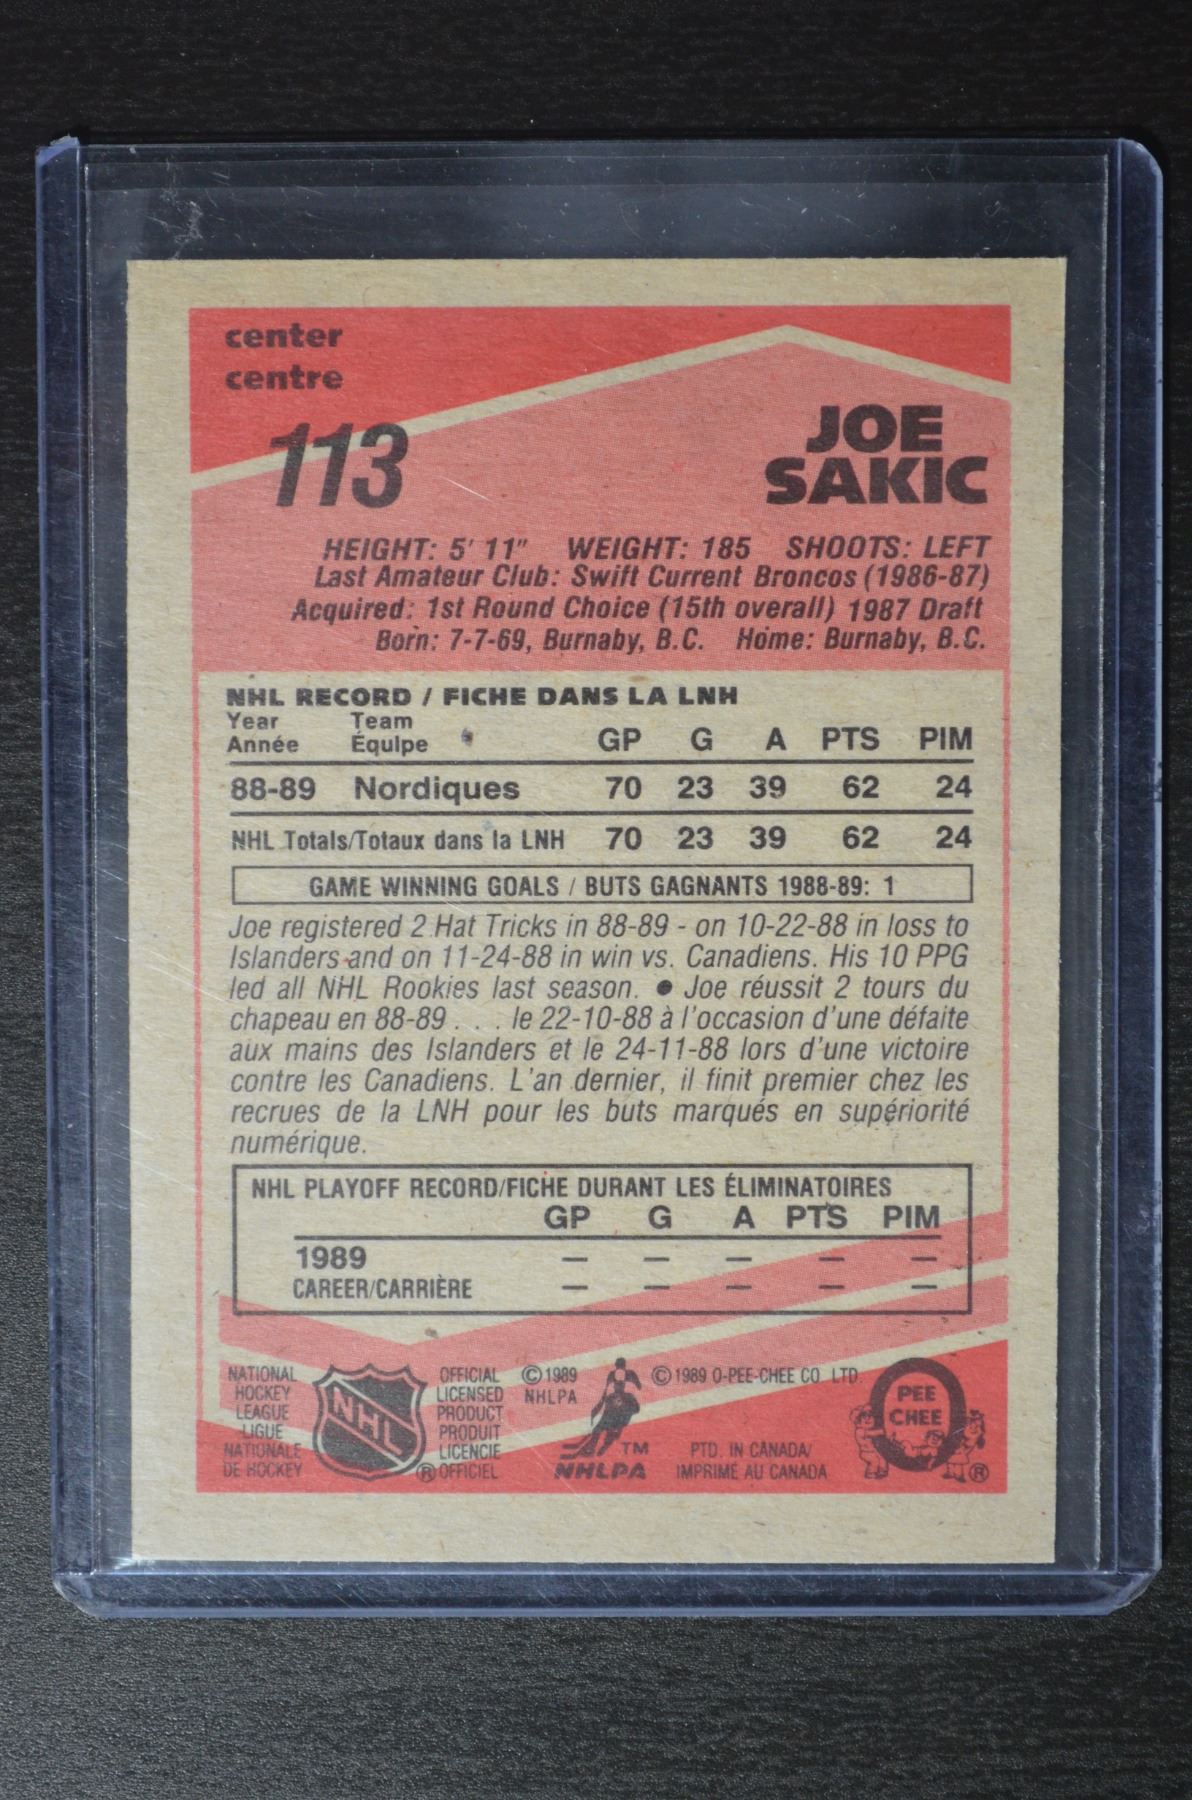 center
centre
113
JOE
SAKIC
HEIGHT: 5' 11" WEIGHT: 185 SHOOTS: LEFT
Last Amateur Club: Swift Current Broncos (1986-87)
Acquired: 1st Round Choice (15th overall) 1987 Draft
Born: 7-7-69, Burnaby, B.C. Home: Burnaby, B.C.
NHL RECORD / FICHE DANS LA LNH
Year Team
Année Équipe GP G A PTS PIM
88-89 Nordiques 70 23 39 62 24
NHL Totals/Totaux dans la LNH 70 23 39 62 24
GAME WINNING GOALS / BUTS GAGNANTS 1988-89: 1
Joe registered 2 Hat Tricks in 88-89 - on 10-22-88 in loss to
Islanders and on 11-24-88 in win vs. Canadiens. His 10 PPG
led all NHL Rookies last season. ● Joe réussit 2 tours du
chapeau en 88-89 . . . le 22-10-88 à l'occasion d'une défaite
aux mains des Islanders et le 24-11-88 lors d'une victoire
contre les Canadiens. L'an dernier, il finit premier chez les
recrues de la LNH pour les buts marqués en supériorité
numérique.
NHL PLAYOFF RECORD/FICHE DURANT LES ÉLIMINATOIRES
GP G A PTS PIM
1989 — — — — —
CAREER/CARRIÈRE — — — — —
NATIONAL
HOCKEY
LEAGUE
LIGUE
NATIONALE
DE HOCKEY
NHL
®
OFFICIAL
LICENSED
PRODUCT
PRODUIT
LICENCIE
OFFICIEL
©1989
NHLPA
TM
NHLPA
©1989 O-PEE-CHEE CO. LTD.
PTD. IN CANADA/
IMPRIMÉ AU CANADA
O
PEE
CHEE
®